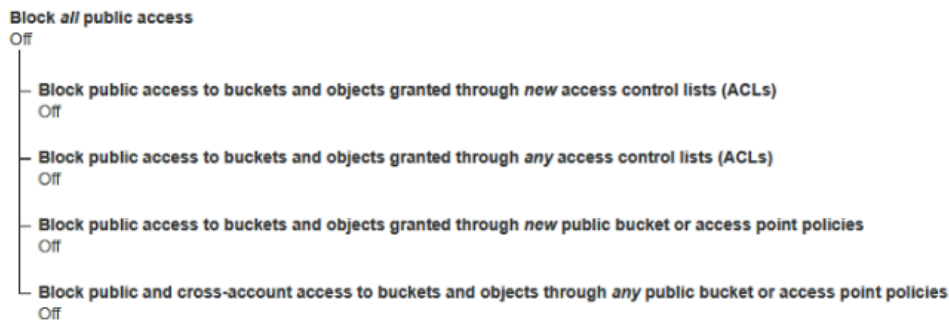 Block all public access
Off
Block public access to buckets and objects granted through new access control lists (ACLs)
Off
Block public access to buckets and objects granted through any access control lists (ACLs)
Off
Block public access to buckets and objects granted through new public bucket or access point policies
Off
Block public and cross-account access to buckets and objects through any public bucket or access point policies
Off